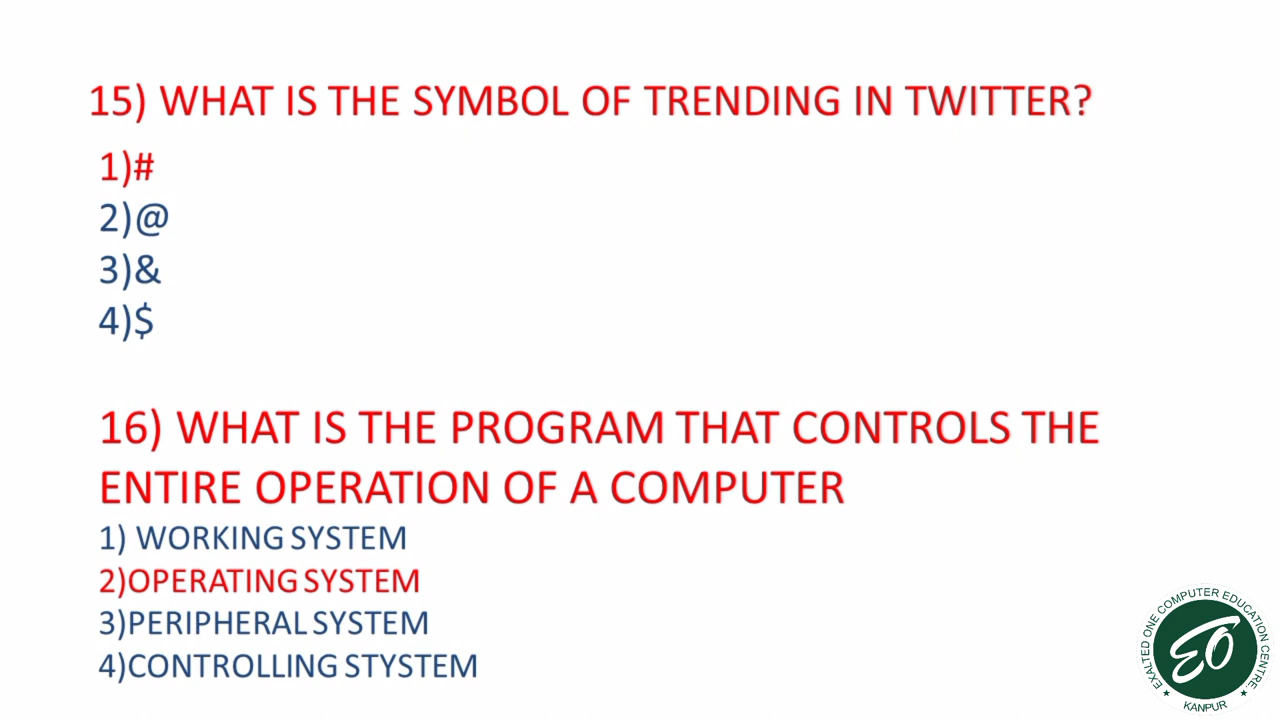 15) WHAT IS THE SYMBOL OF TRENDING IN TWITTER?
1)#
2)@
3)&
4)$
16) WHAT IS THE PROGRAM THAT CONTROLS THE
ENTIRE OPERATION OF A COMPUTER
1) WORKING SYSTEM
2)OPERATING SYSTEM
3)PERIPHERAL SYSTEM
4)CONTROLLING STYSTEM
EXALTED ONE COMPUTER EDUCATION CENTRE.
EO
★ KANPUR ★